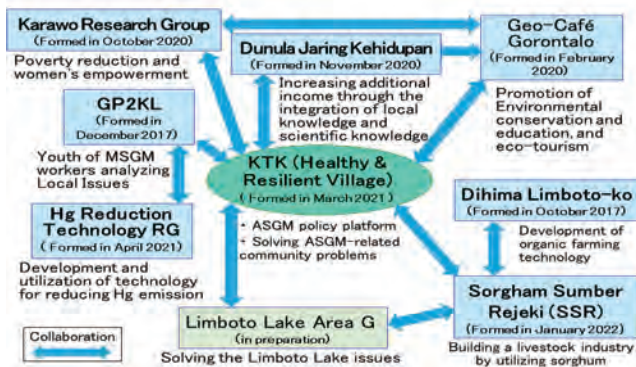 Karawo Research Group
(Formed in October 2020)
Poverty reduction and
women's empowerment
Dunula Jaring Kehidupan
(Formed in November 2020)
Increasing additional
income through the
integration of local
knowledge and
scientific knowledge
Geo-Café
Gorontalo
(Formed in February
2020)
Promotion of
Environmental
conservation and
education, and
eco-tourism
GP2KL
(Formed in
December 2017)
Youth of MSGM
workers analyzing
Local Issues
KTK (Healthy &
Resilient Village)
( Formed in March 2021)
・ ASGM policy platform
・ Solving ASGM-related
community problems
Hg Reduction
Technology RG
( Formed in April 2021)
Development and
utilization of technology
for reducing Hg emission
Dihima Limboto-ko
(Formed in October 2017)
Development of
organic farming
technology
Sorgham Sumber
Rejeki (SSR)
(Formed in January 2022)
Building a livestock industry
by utilizing sorghum
Limboto Lake Area G
(in preparation)
Solving the Limboto Lake issues
Collaboration